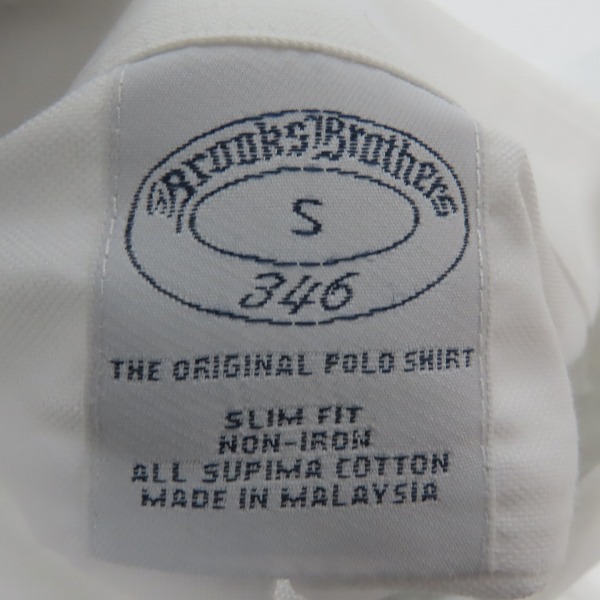 Brooks Brothers
S
346
THE ORIGINAL POLO SHIRT
SLIM FIT
NON-IRON
ALL SUPIMA COTTON
MADE IN MALAYSIA